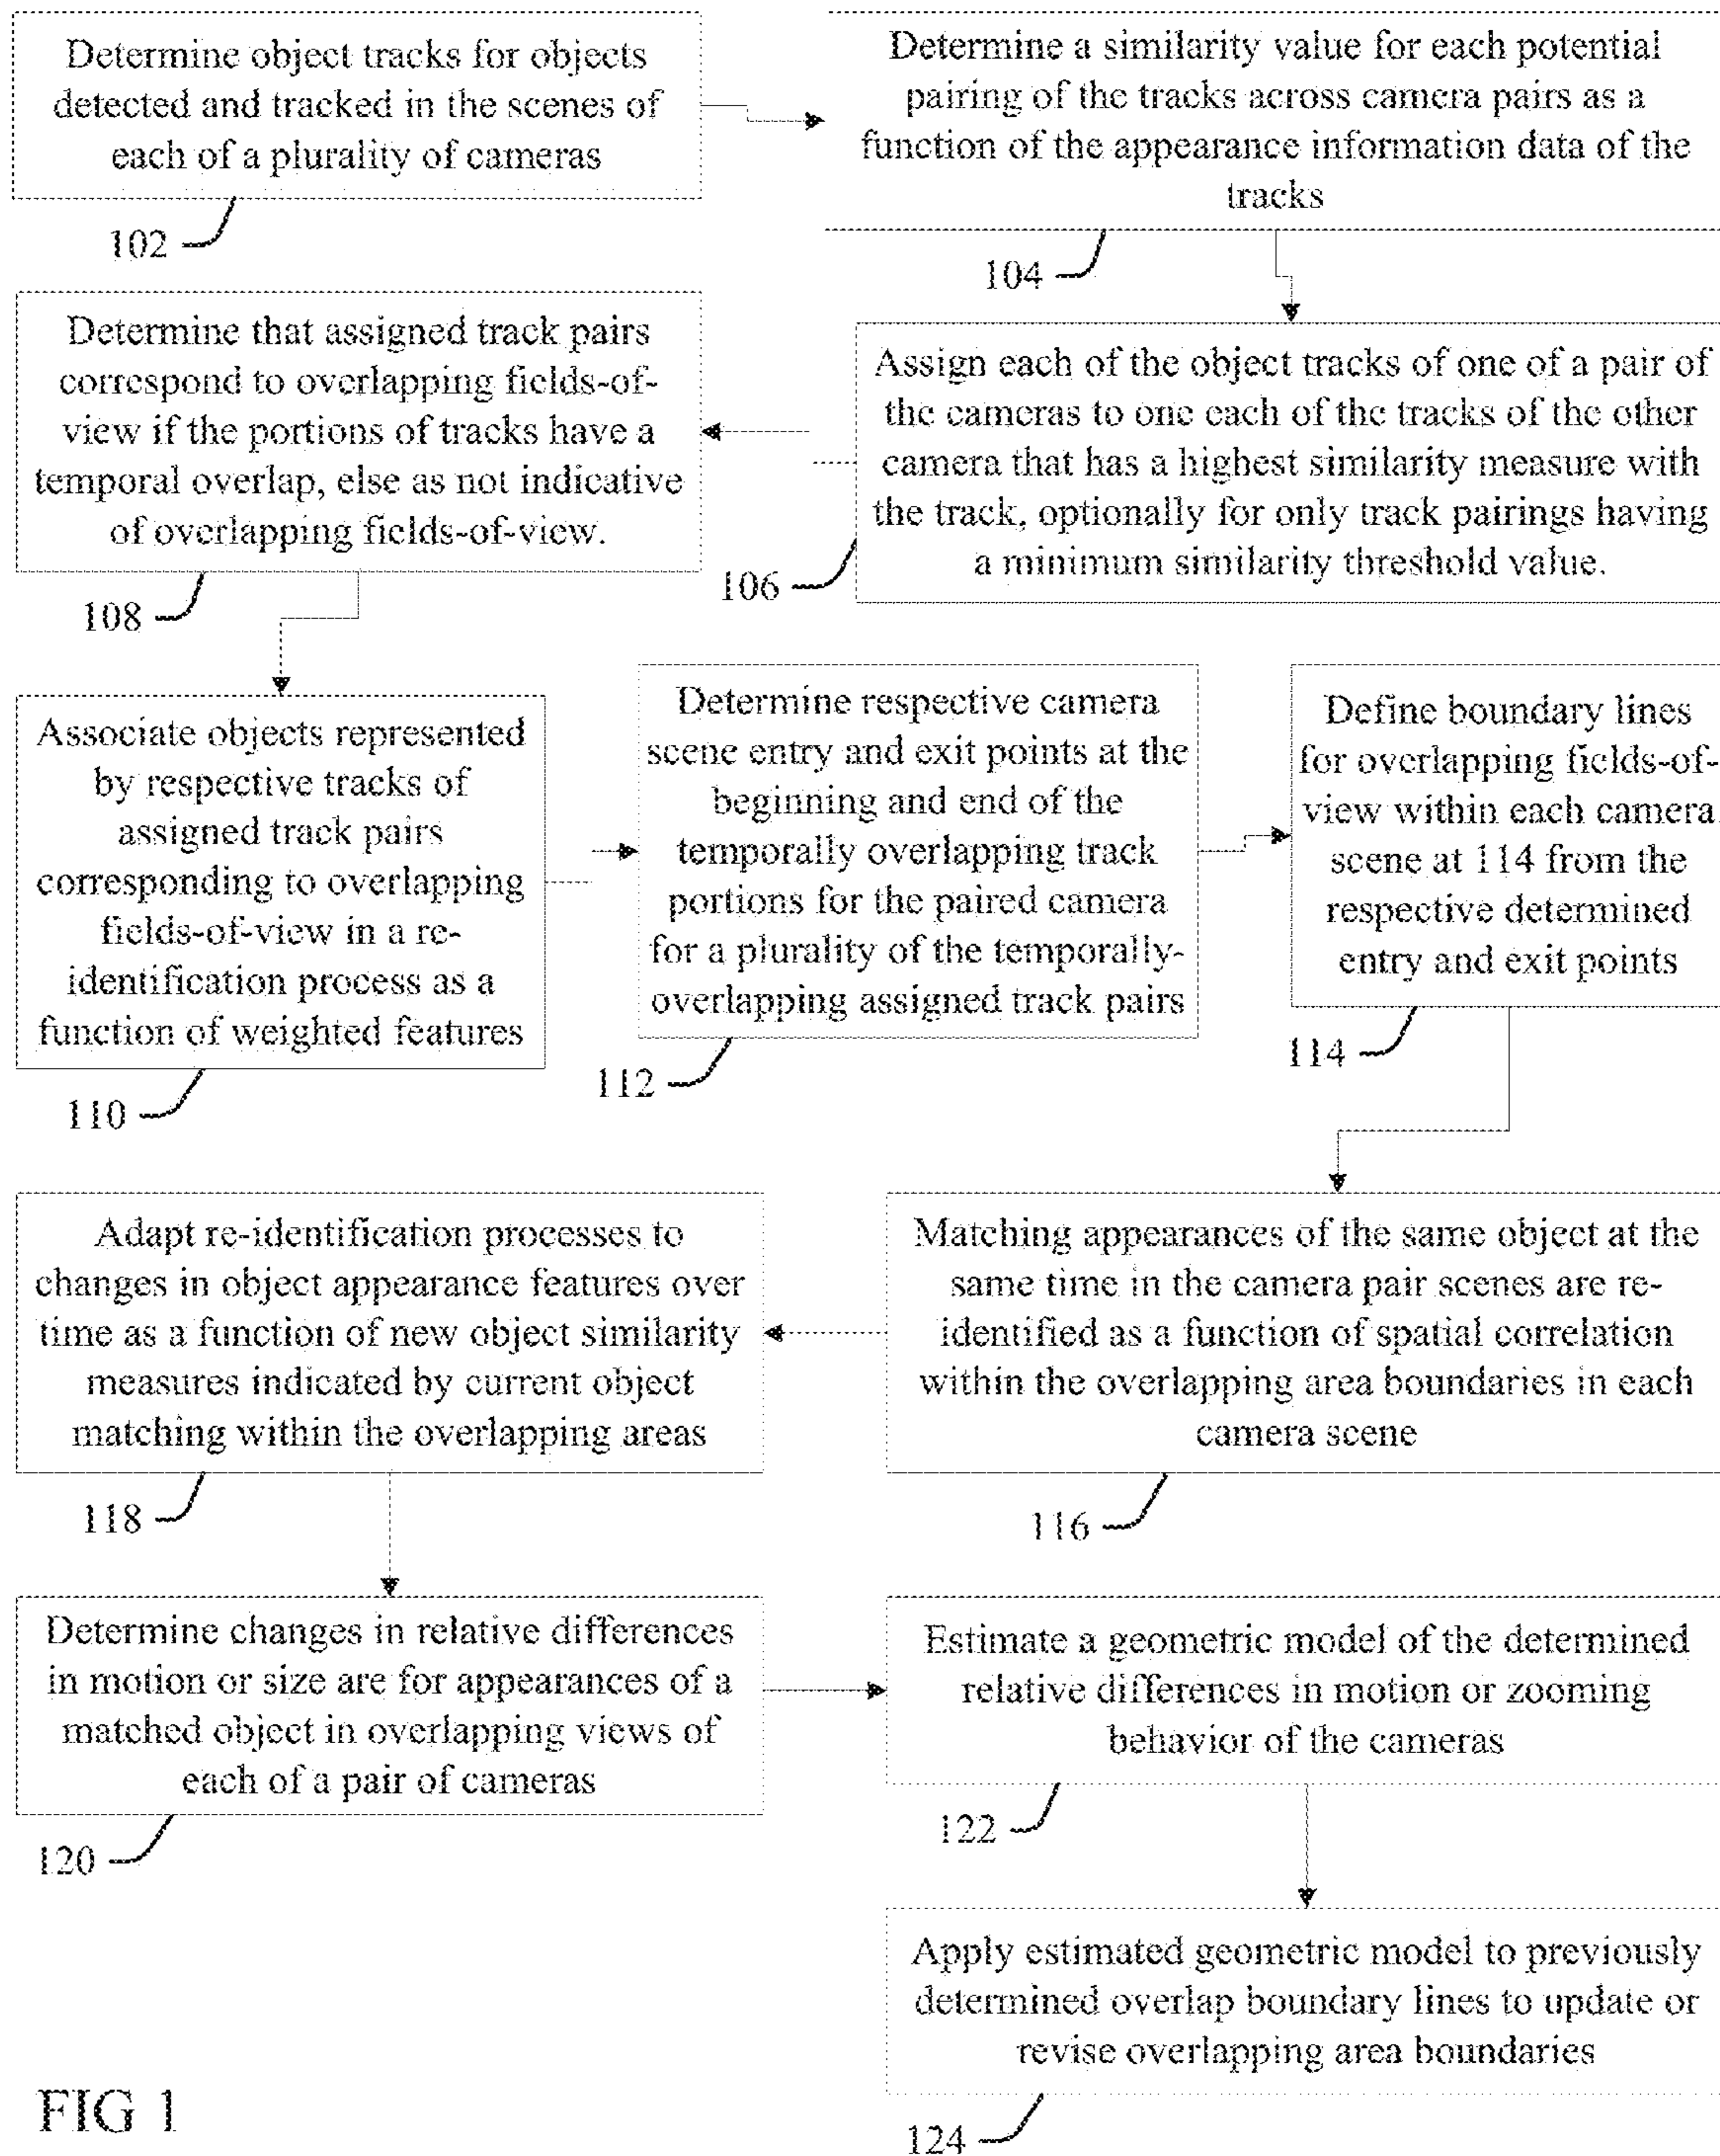 Determine object tracks for objects
detected and tracked in the scenes of
each of a plurality of cameras
102
Determine a similarity value for each potential
pairing of the tracks across camera pairs as a
function of the appearance information data of the
tracks
104
Assign each of the object tracks of one of a pair of
the cameras to one each of the tracks of the other
camera that has a highest similarity measure with
the track, optionally for only track pairings having
a minimum similarity threshold value.
106
Determine that assigned track pairs
correspond to overlapping fields-of-
view if the portions of tracks have a
temporal overlap, else as not indicative
of overlapping fields-of-view.
108
Associate objects represented
by respective tracks of
assigned track pairs
corresponding to overlapping
fields-of-view in a re-
identification process as a
function of weighted features
110
Determine respective camera
scene entry and exit points at the
beginning and end of the
temporally overlapping track
portions for the paired camera
for a plurality of the temporally-
overlapping assigned track pairs
112
Define boundary lines
for overlapping fields-of-
view within each camera
scene at 114 from the
respective determined
entry and exit points
114
Matching appearances of the same object at the
same time in the camera pair scenes are re-
identified as a function of spatial correlation
within the overlapping area boundaries in each
camera scene
116
Adapt re-identification processes to
changes in object appearance features over
time as a function of new object similarity
measures indicated by current object
matching within the overlapping areas
118
Determine changes in relative differences
in motion or size are for appearances of a
matched object in overlapping views of
each of a pair of cameras
120
Estimate a geometric model of the determined
relative differences in motion or zooming
behavior of the cameras
122
Apply estimated geometric model to previously
determined overlap boundary lines to update or
revise overlapping area boundaries
124
FIG 1